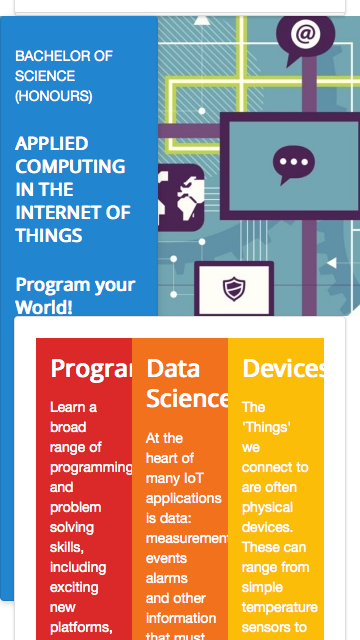 BACHELOR OF
SCIENCE
(HONOURS)
APPLIED
COMPUTING
IN THE
INTERNET OF
THINGS
Program your
World!
@
Learn a
broad
range of
programming
and
problem
solving
skills,
including
exciting
new
platforms,
Data
Science
At the
heart of
many IoT
applications
is data:
measurement
events
alarms
and other
information
that must
Devices
The
'Things'
we
connect to
are often
physical
devices.
These can
range from
simple
temperature
sensors to